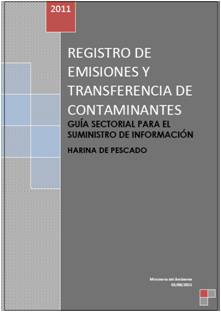 2011
REGISTRO DE
EMISIONES Y
TRANSFERENCIA DE
CONTAMINANTES
GUÍA SECTORIAL PARA EL
SUMINISTRO DE INFORMACIÓN
HARINA DE PESCADO
Ministerio del Ambiente